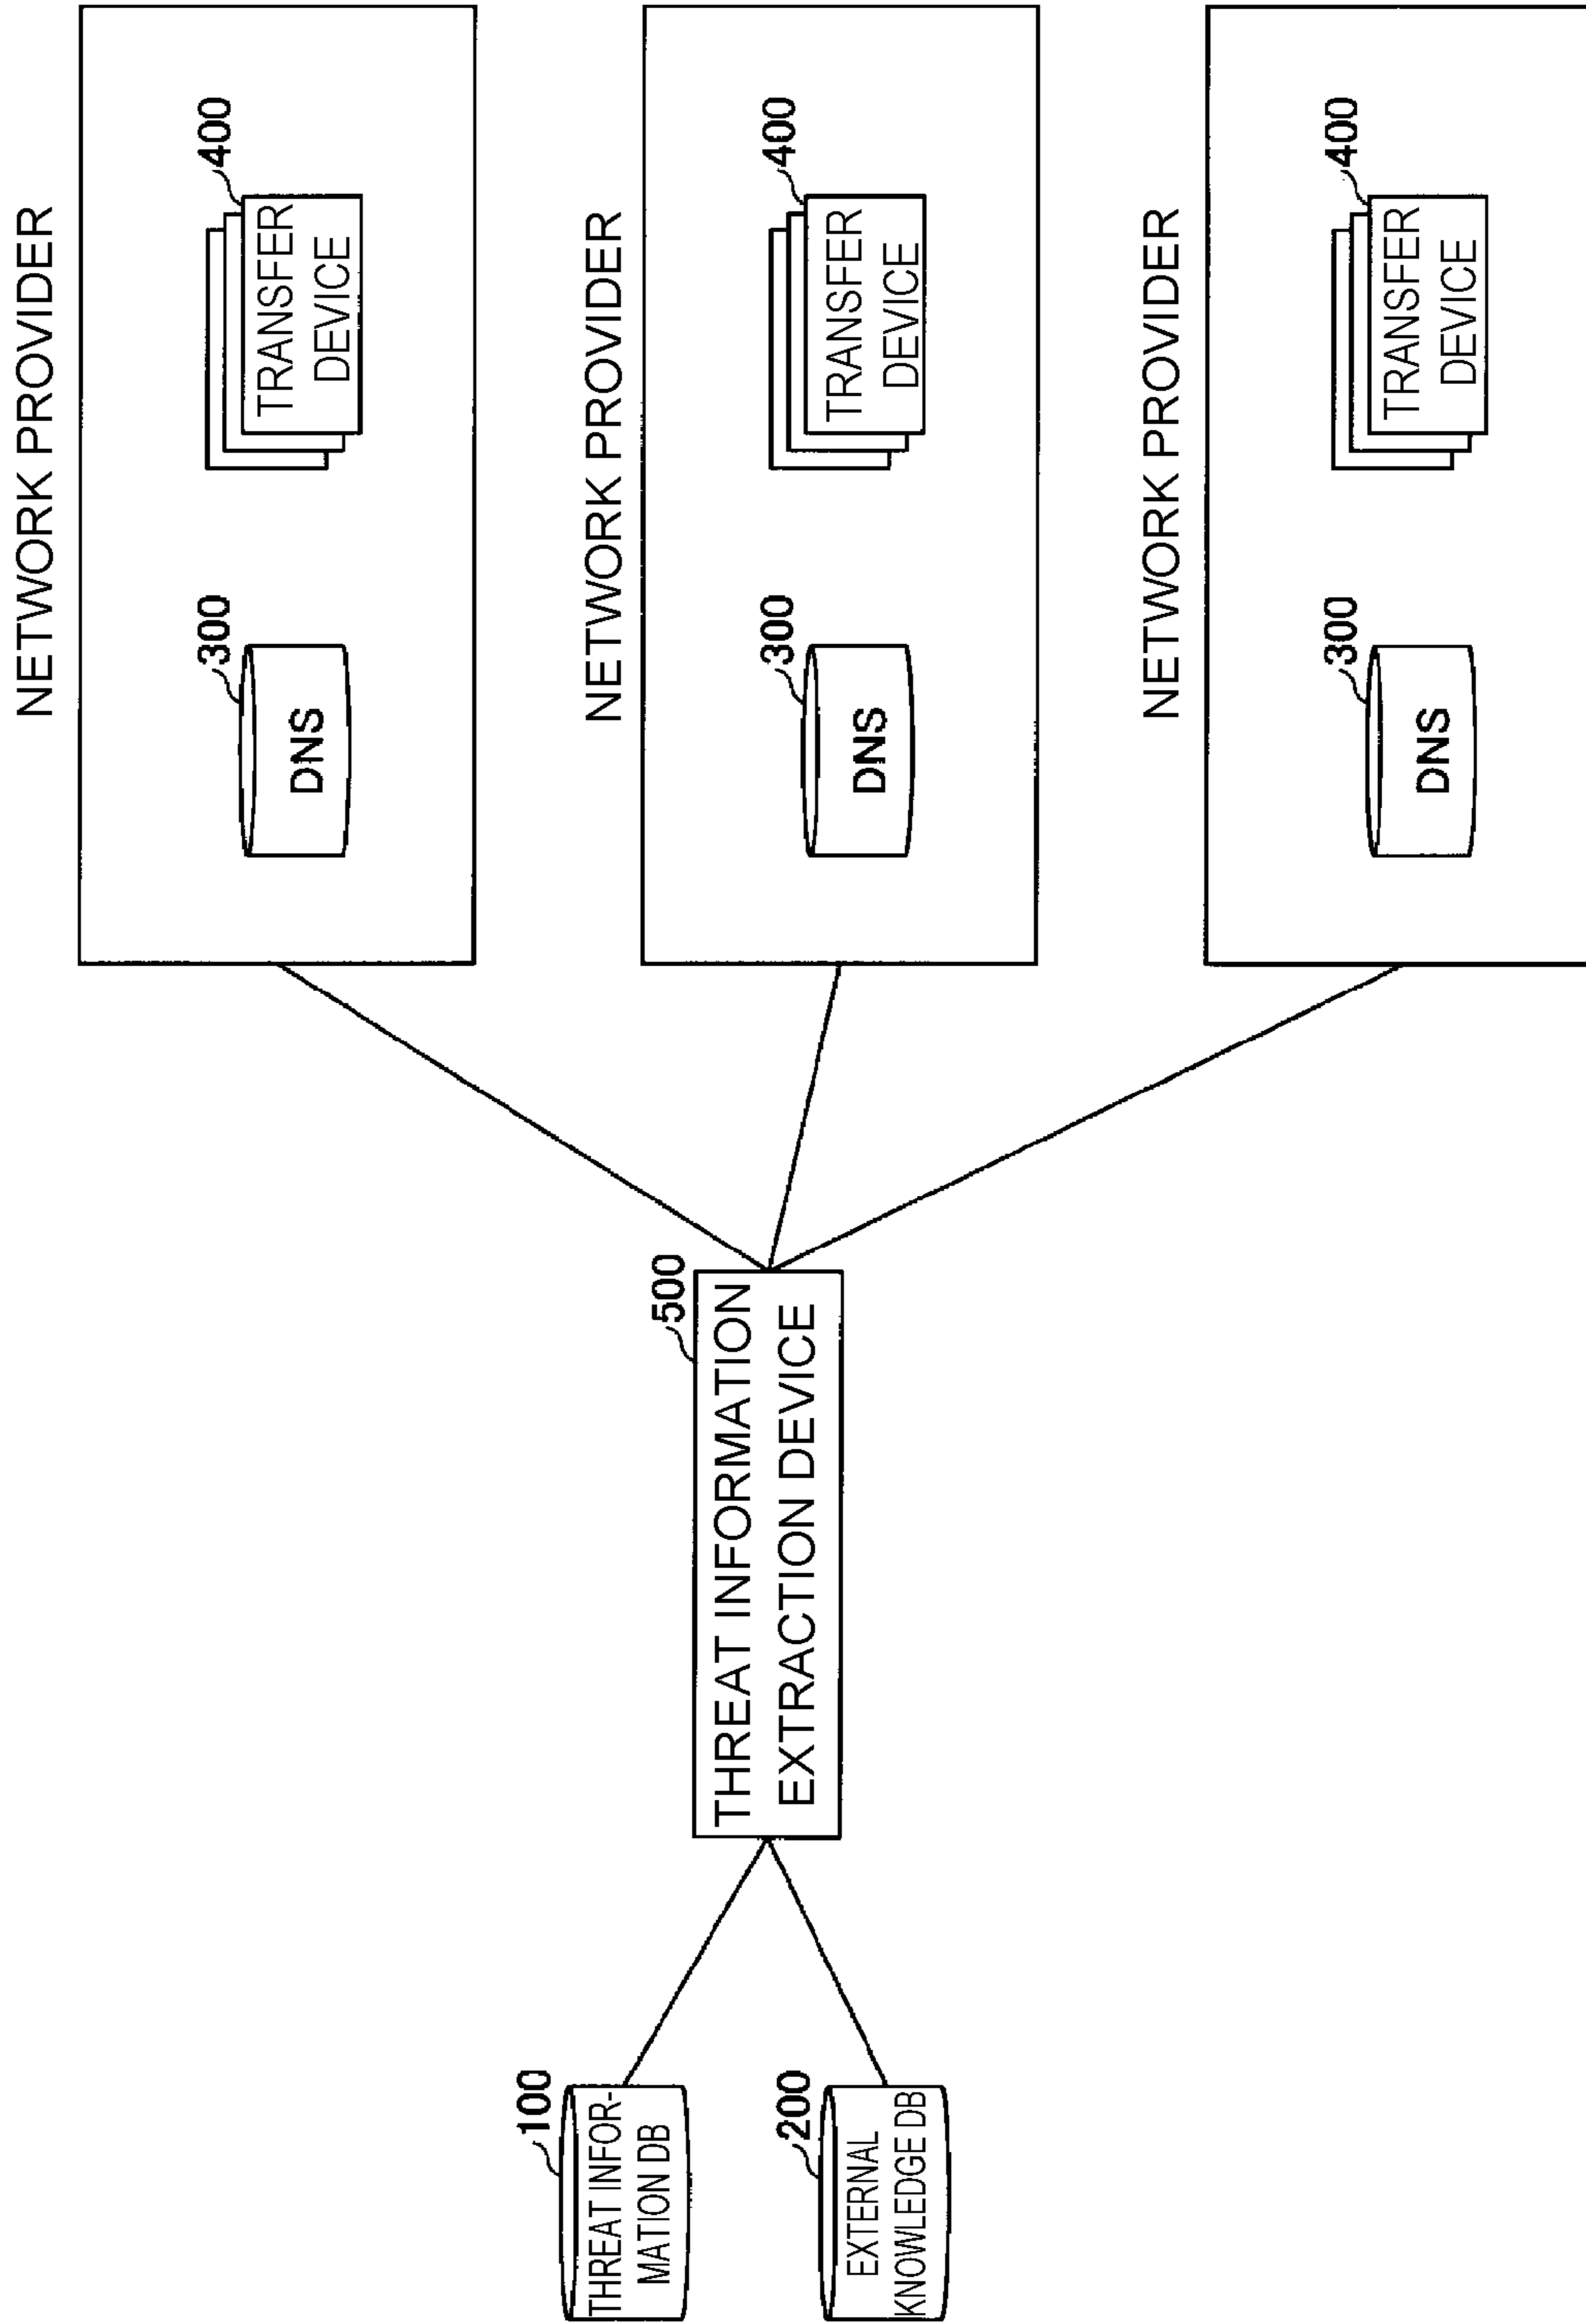 100
THREAT INFOR-
MATION DB
200
EXTERNAL
KNOWLEDGE DB
500
THREAT INFORMATION
EXTRACTION DEVICE
NETWORK PROVIDER
300
DNS
400
TRANSFER
DEVICE
NETWORK PROVIDER
300
DNS
400
TRANSFER
DEVICE
NETWORK PROVIDER
300
DNS
400
TRANSFER
DEVICE